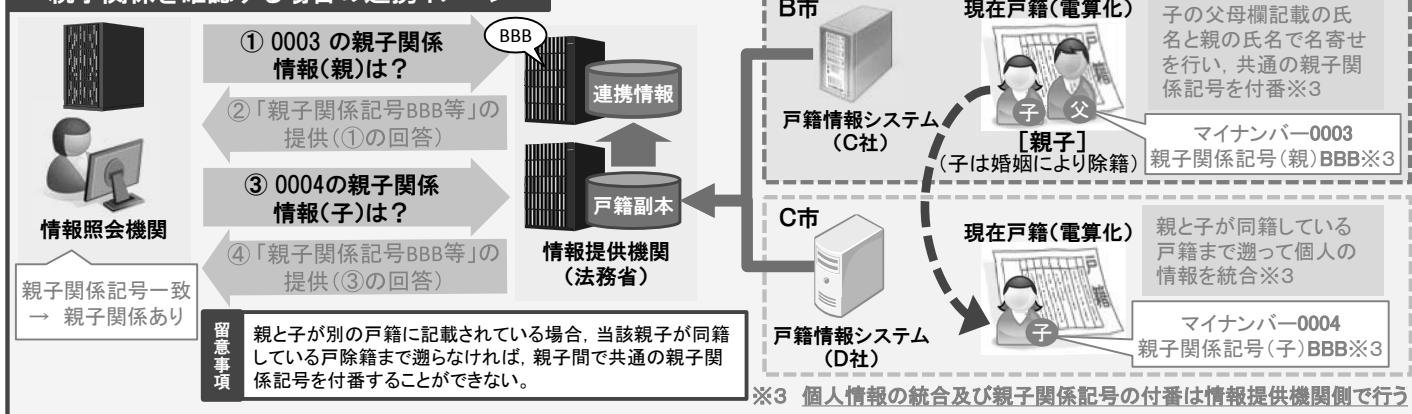 親子関係を確認する場合の連携イメージ
① 0003 の親子関係
情報(親)は？
BBB
②「親子関係記号BBB等」の
提供(①の回答)
③ 0004の親子関係
情報(子)は？
④「親子関係記号BBB等」の
提供(③の回答)
情報照会機関
親子関係記号一致
→ 親子関係あり
連携情報
戸籍副本
情報提供機関
(法務省)
留意事項
親と子が別の戸籍に記載されている場合，当該親子が同籍
している戸除籍まで遡らなければ，親子間で共通の親子関
係記号を付番することができない。
B市
戸籍情報システム
(C社)
現在戸籍(電算化)
籍
子
父
[親子]
(子は婚姻により除籍)
子の父母欄記載の氏
名と親の氏名で名寄せ
を行い，共通の親子関
係記号を付番※3
マイナンバー0003
親子関係記号(親)BBB※3
C市
戸籍情報システム
(D社)
現在戸籍(電算化)
戸
籍
子
親と子が同籍している
戸籍まで遡って個人の
情報を統合※3
マイナンバー0004
親子関係記号(子)BBB※3
※3 個人情報の統合及び親子関係記号の付番は情報提供機関側で行う